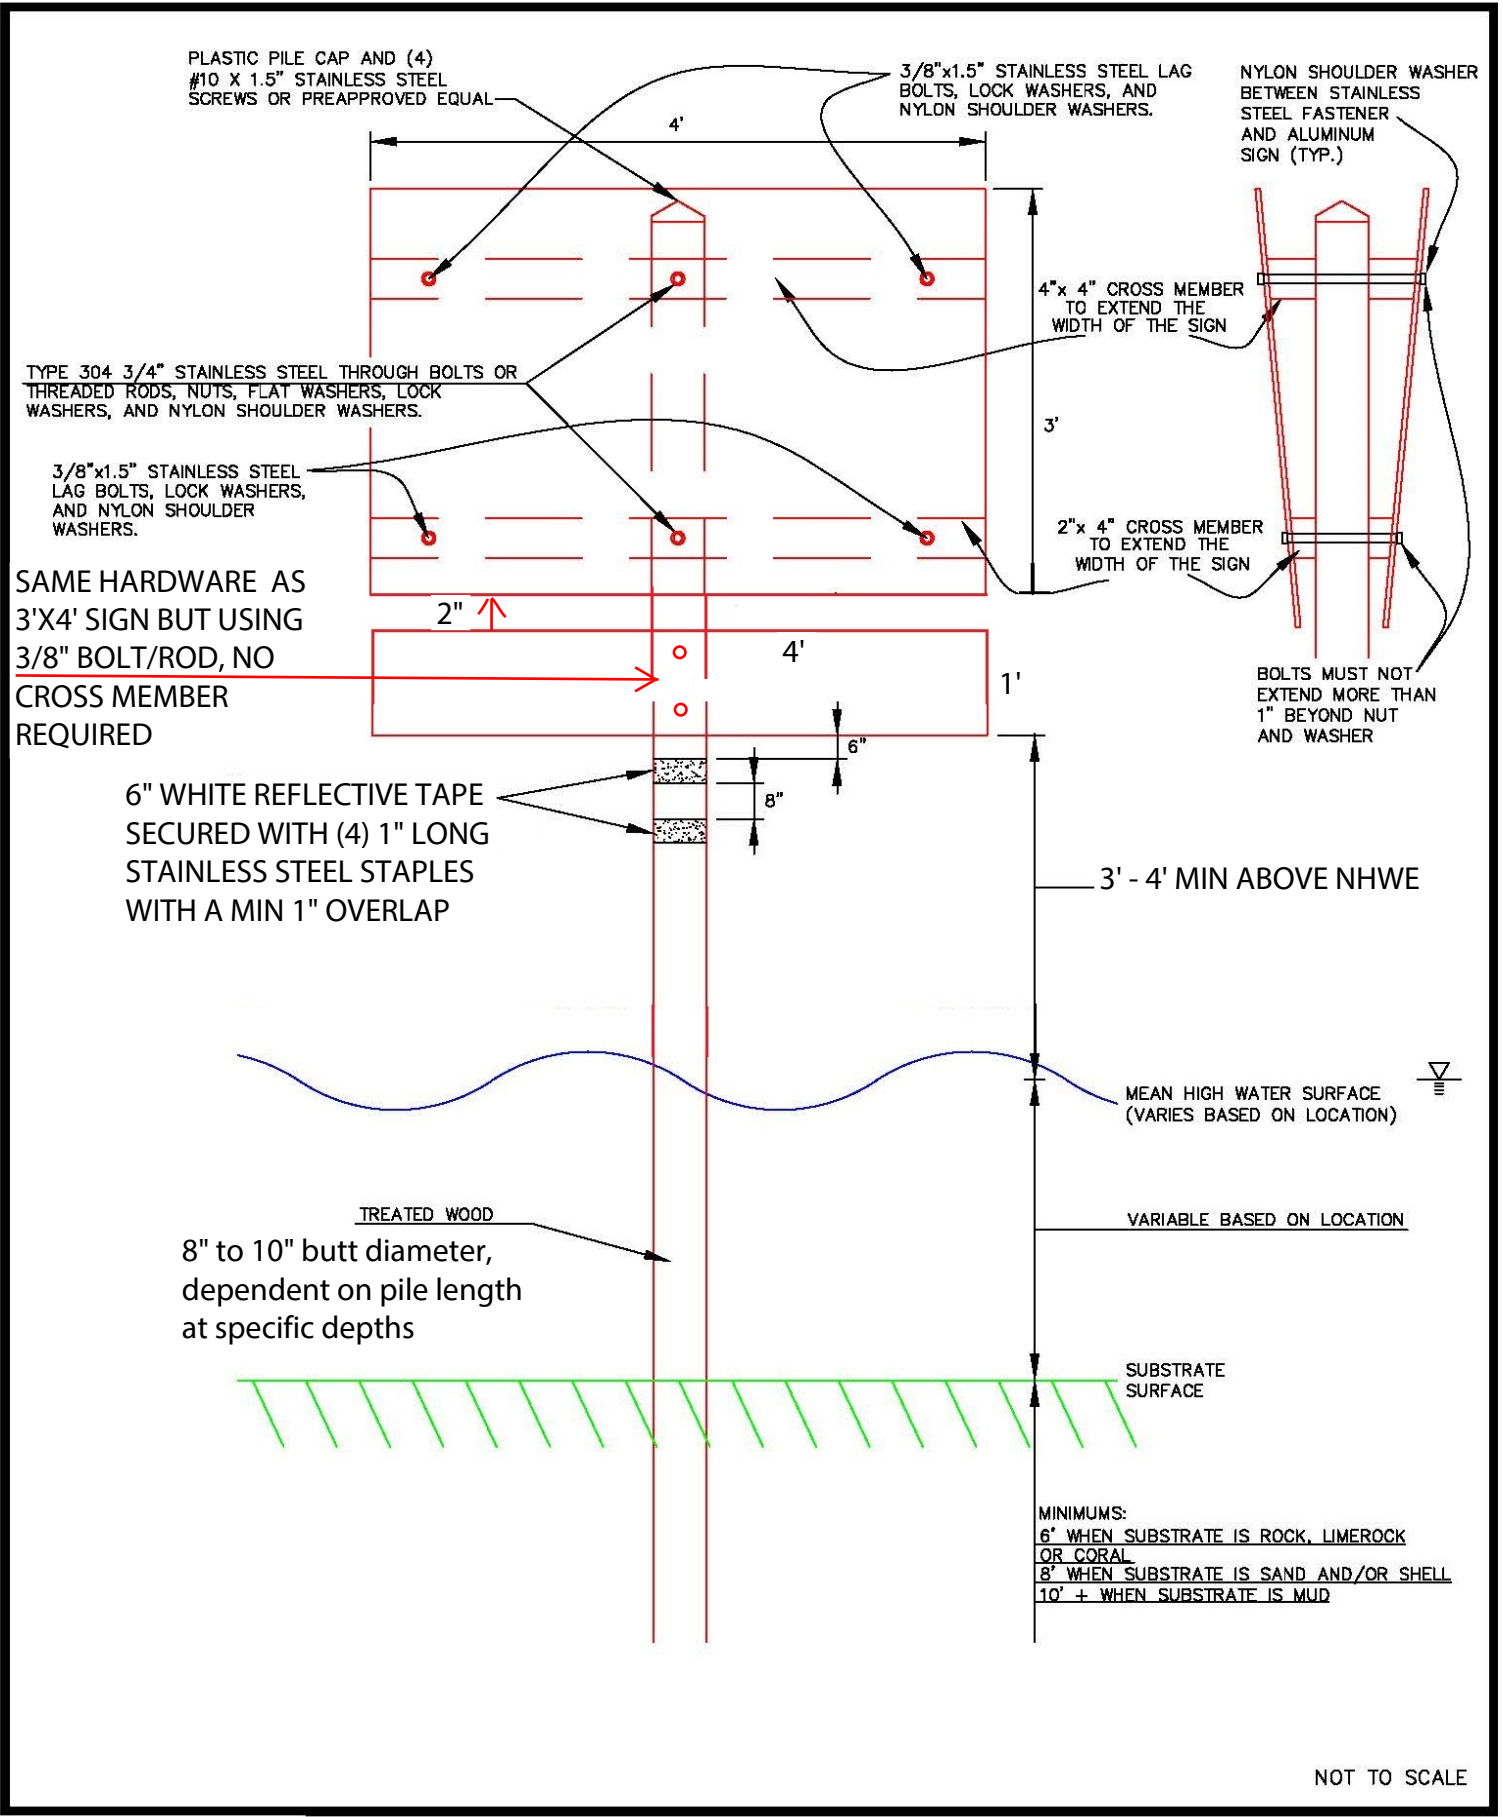 PLASTIC PILE CAP AND (4)
#10 X 1.5" STAINLESS STEEL
SCREWS OR PREAPPROVED EQUAL
3/8"x1.5" STAINLESS STEEL LAG
BOLTS, LOCK WASHERS, AND
NYLON SHOULDER WASHERS.
NYLON SHOULDER WASHER
BETWEEN STAINLESS
STEEL FASTENER
AND ALUMINUM
SIGN (TYP.)
4'
4"x 4" CROSS MEMBER
TO EXTEND THE
WIDTH OF THE SIGN
TYPE 304 3/4" STAINLESS STEEL THROUGH BOLTS OR
THREADED RODS, NUTS, FLAT WASHERS, LOCK
WASHERS, AND NYLON SHOULDER WASHERS.
3'
3/8"x1.5" STAINLESS STEEL
LAG BOLTS, LOCK WASHERS,
AND NYLON SHOULDER
WASHERS.
2"x 4" CROSS MEMBER
TO EXTEND THE
WIDTH OF THE SIGN
SAME HARDWARE AS
3'X4' SIGN BUT USING
3/8" BOLT/ROD, NO
CROSS MEMBER
REQUIRED
2"
4'
1'
BOLTS MUST NOT
EXTEND MORE THAN
1" BEYOND NUT
AND WASHER
6"
8"
6" WHITE REFLECTIVE TAPE
SECURED WITH (4) 1" LONG
STAINLESS STEEL STAPLES
WITH A MIN 1" OVERLAP
3' - 4' MIN ABOVE NHWE
MEAN HIGH WATER SURFACE
(VARIES BASED ON LOCATION)
TREATED WOOD
8" to 10" butt diameter,
dependent on pile length
at specific depths
VARIABLE BASED ON LOCATION
SUBSTRATE
SURFACE
MINIMUMS:
6' WHEN SUBSTRATE IS ROCK, LIMEROCK
OR CORAL
8' WHEN SUBSTRATE IS SAND AND/OR SHELL
10' + WHEN SUBSTRATE IS MUD
NOT TO SCALE